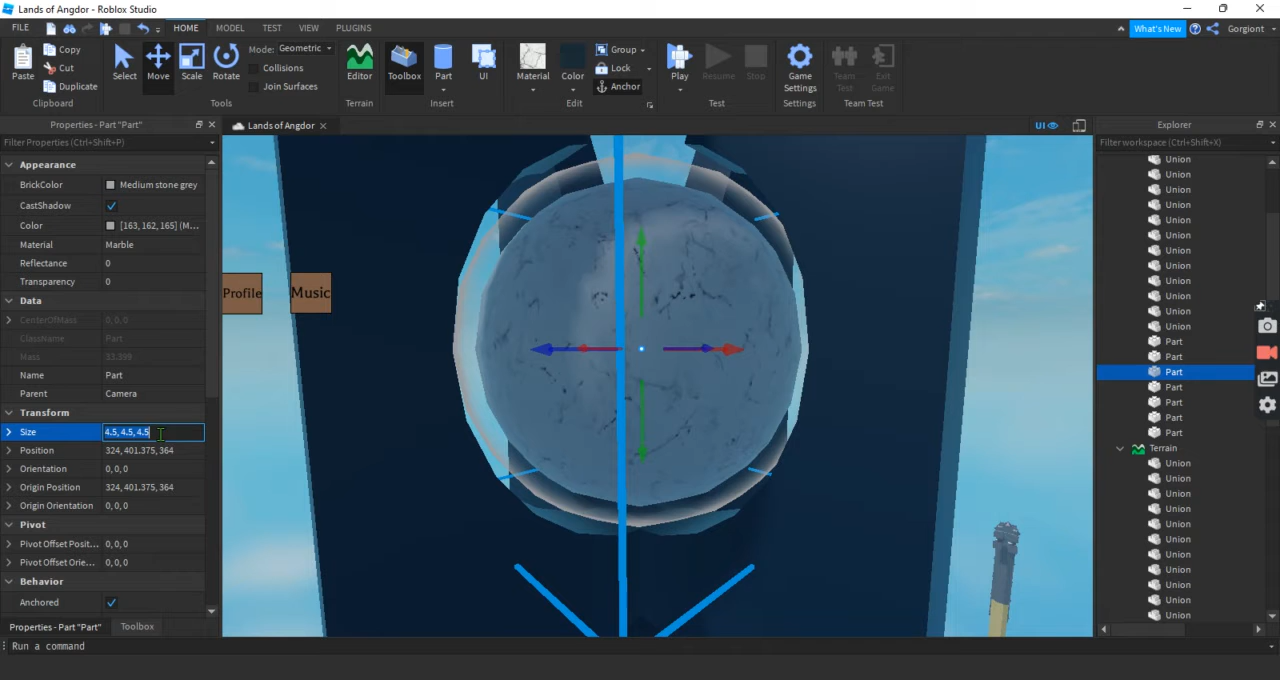 Lands of Angdor - Roblox Studio
FILE HOME MODEL TEST VIEW PLUGINS What's New Gorgiont
Paste Copy Cut Duplicate Select Move Scale Rotate Mode: Geometric Collisions Join Surfaces Editor Toolbox Part UI Material Color Group Lock Anchor Play Resume Stop Game Settings Team Test Exit Game
Clipboard Tools Terrain Insert Edit Test Settings Team Test
Properties - Part "Part" Lands of Angdor UI Explorer
Filter Properties (Ctrl+Shift+P)
Appearance
BrickColor Medium stone grey
CastShadow
Color [163, 162, 165] (M...
Material Marble
Reflectance 0
Transparency 0
Data
CenterOfMass 0, 0, 0
ClassName Part
Mass 33.399
Name Part
Parent Camera
Transform
Size 4.5, 4.5, 4.5
Position 324, 401.375, 364
Orientation 0, 0, 0
Origin Position 324, 401.375, 364
Origin Orientation 0, 0, 0
Pivot
Pivot Offset Posit... 0, 0, 0
Pivot Offset Orie... 0, 0, 0
Behavior
Anchored
Properties - Part "Part" Toolbox
Run a command
Profile
Music
Filter workspace (Ctrl+Shift+X)
Union
Union
Union
Union
Union
Union
Union
Union
Union
Union
Union
Union
Part
Part
Part
Part
Part
Part
Part
Terrain
Union
Union
Union
Union
Union
Union
Union
Union
Union
Union
Union